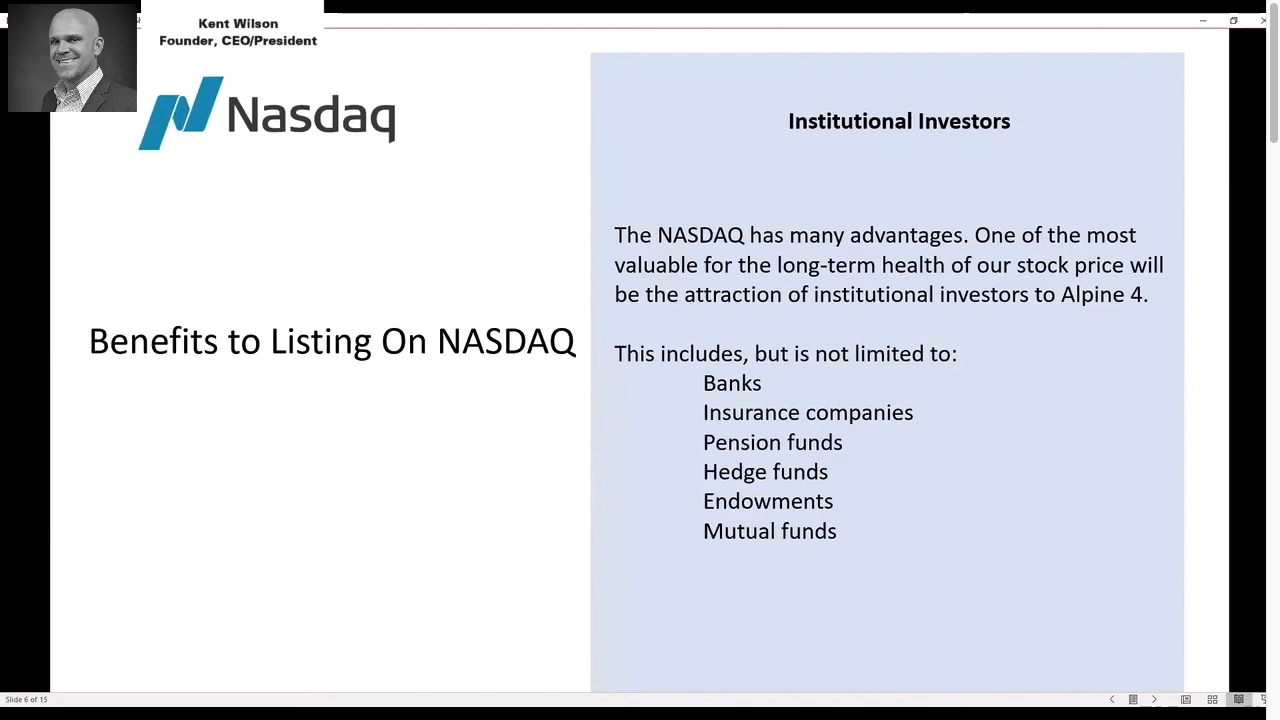 Kent Wilson
Founder, CEO/President
Nasdaq
Institutional Investors
The NASDAQ has many advantages. One of the most
valuable for the long-term health of our stock price will
be the attraction of institutional investors to Alpine 4.
Benefits to Listing On NASDAQ
This includes, but is not limited to:
Banks
Insurance companies
Pension funds
Hedge funds
Endowments
Mutual funds
Slide 6 of 15